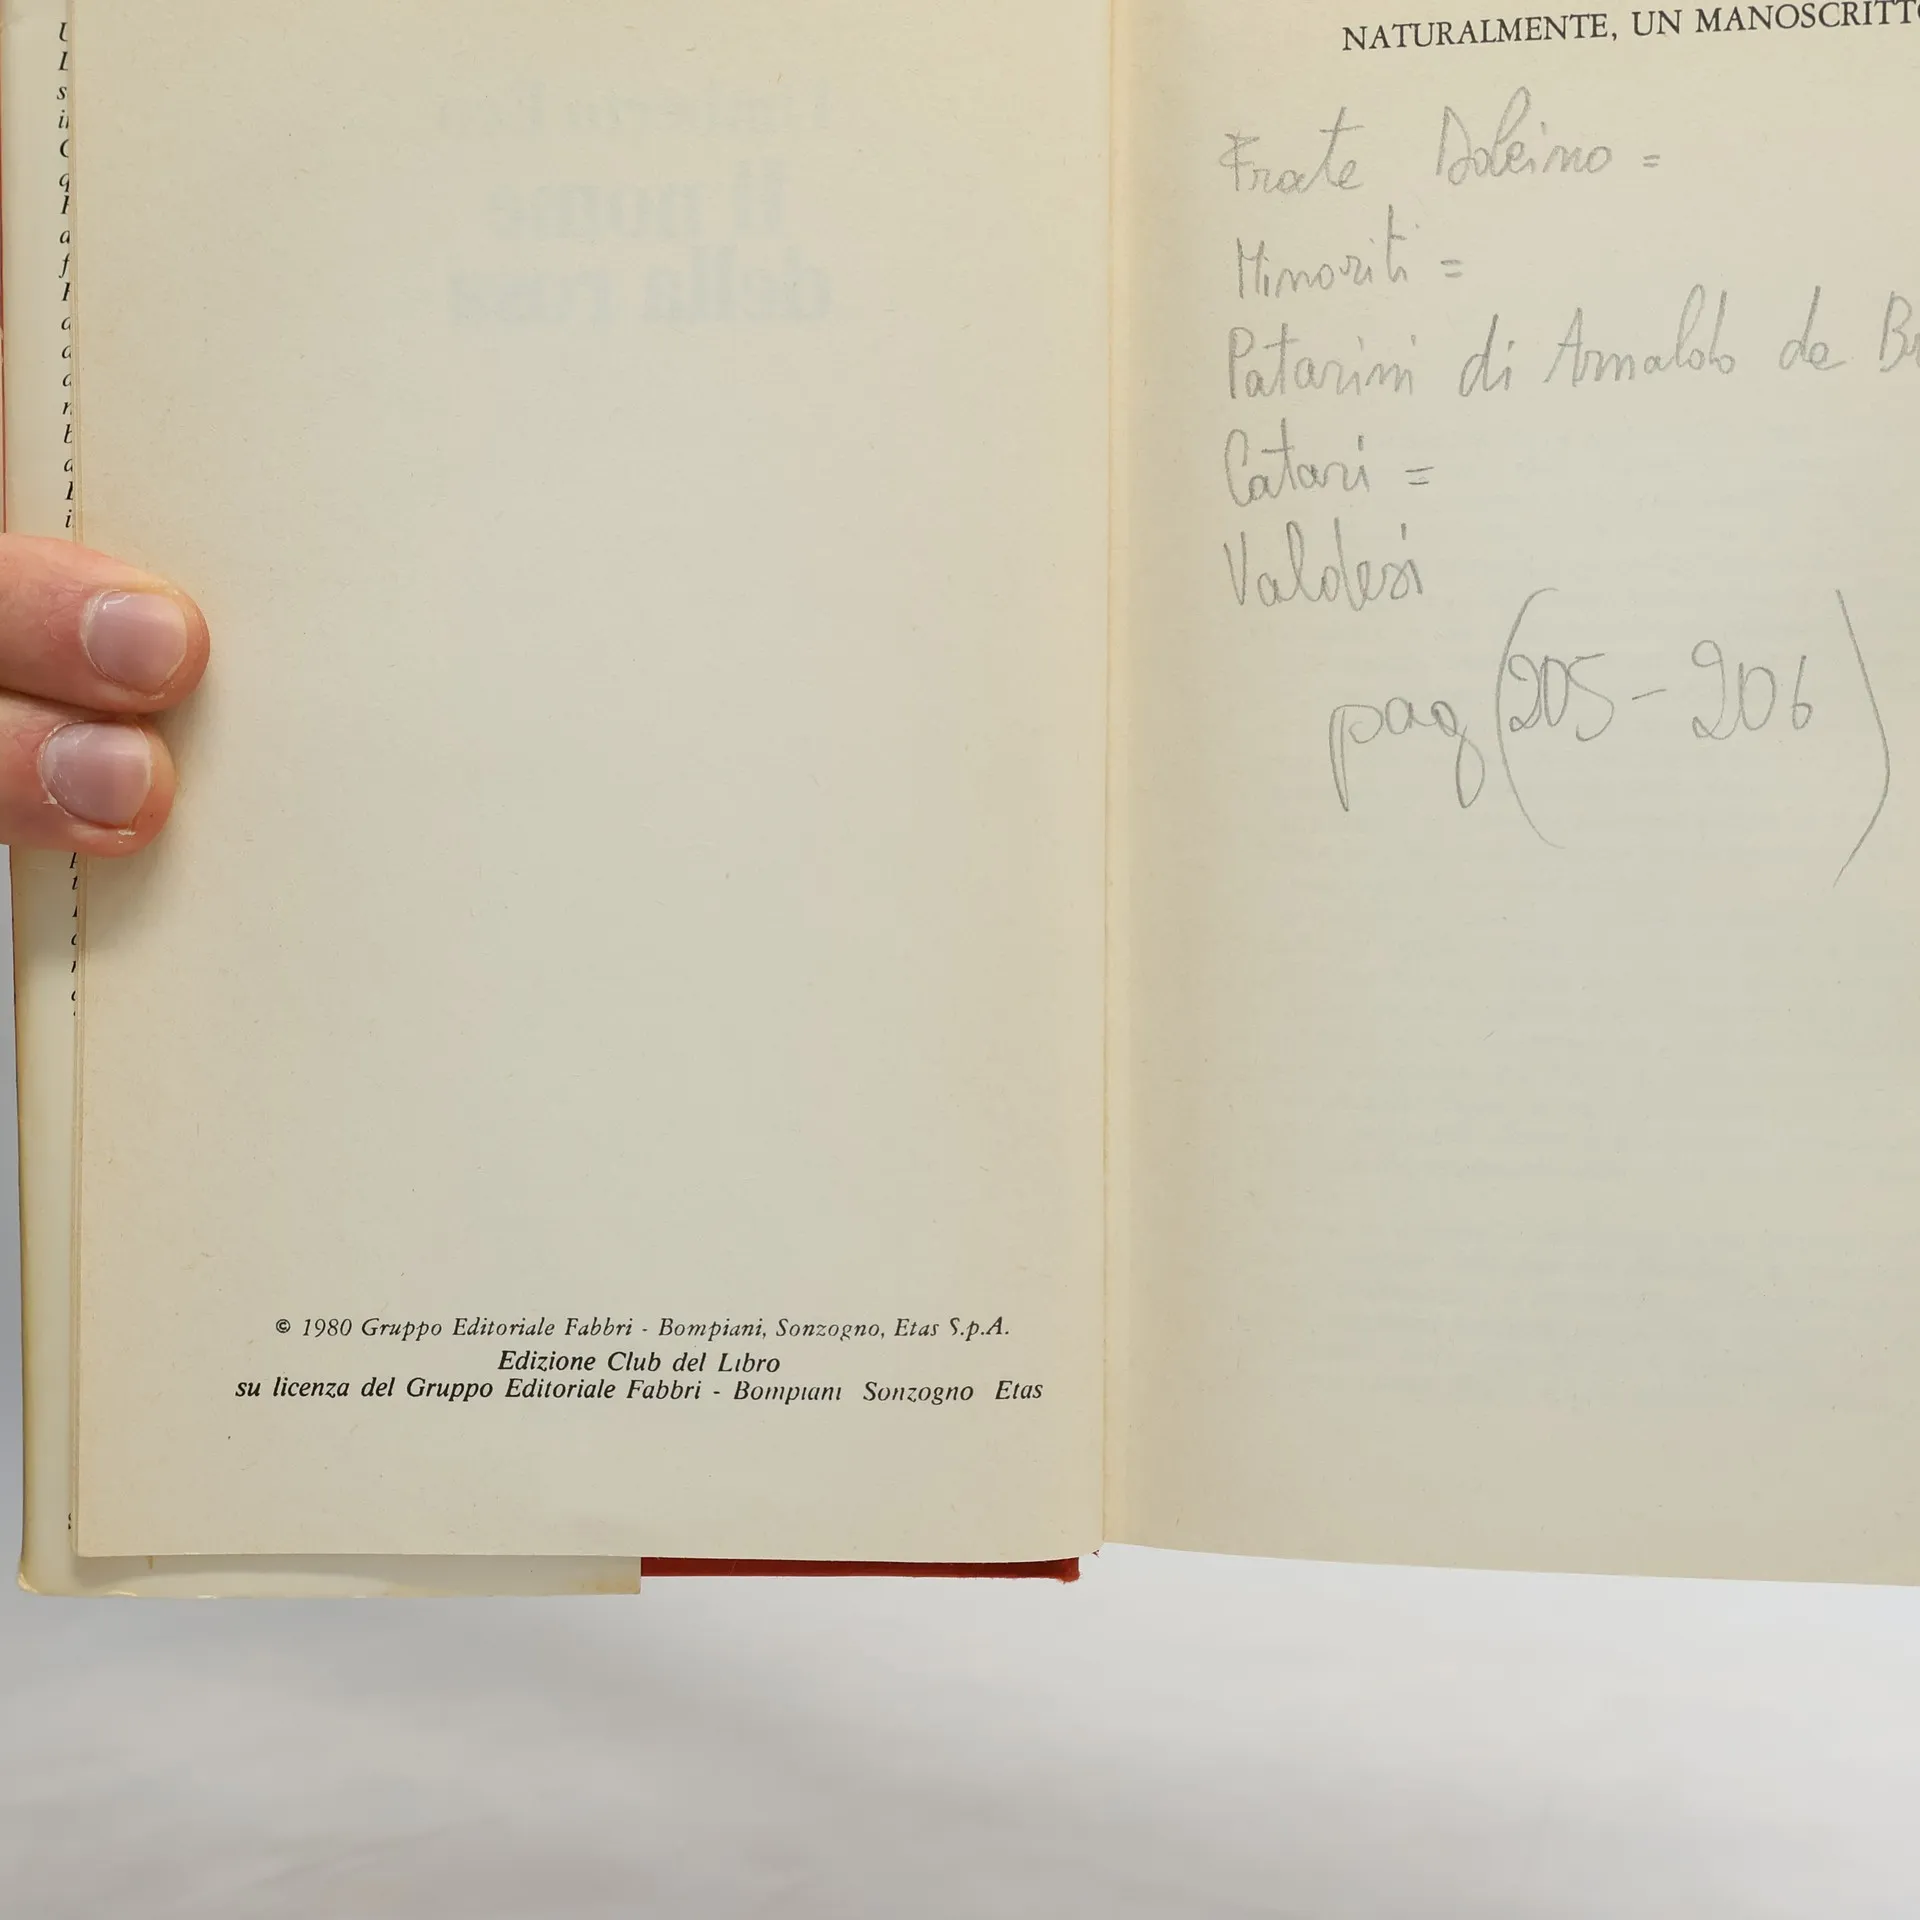 © 1980 Gruppo Editoriale Fabbri - Bompiani, Sonzogno, Etas S.p.A.
Edizione Club del Libro
su licenza del Gruppo Editoriale Fabbri - Bompiani Sonzogno Etas
NATURALMENTE, UN MANOSCRITTO
Frate Dolcino =
Minoriti =
Patarini di Arnaldo da
Catari =
Valdesi
pag (205 - 206)